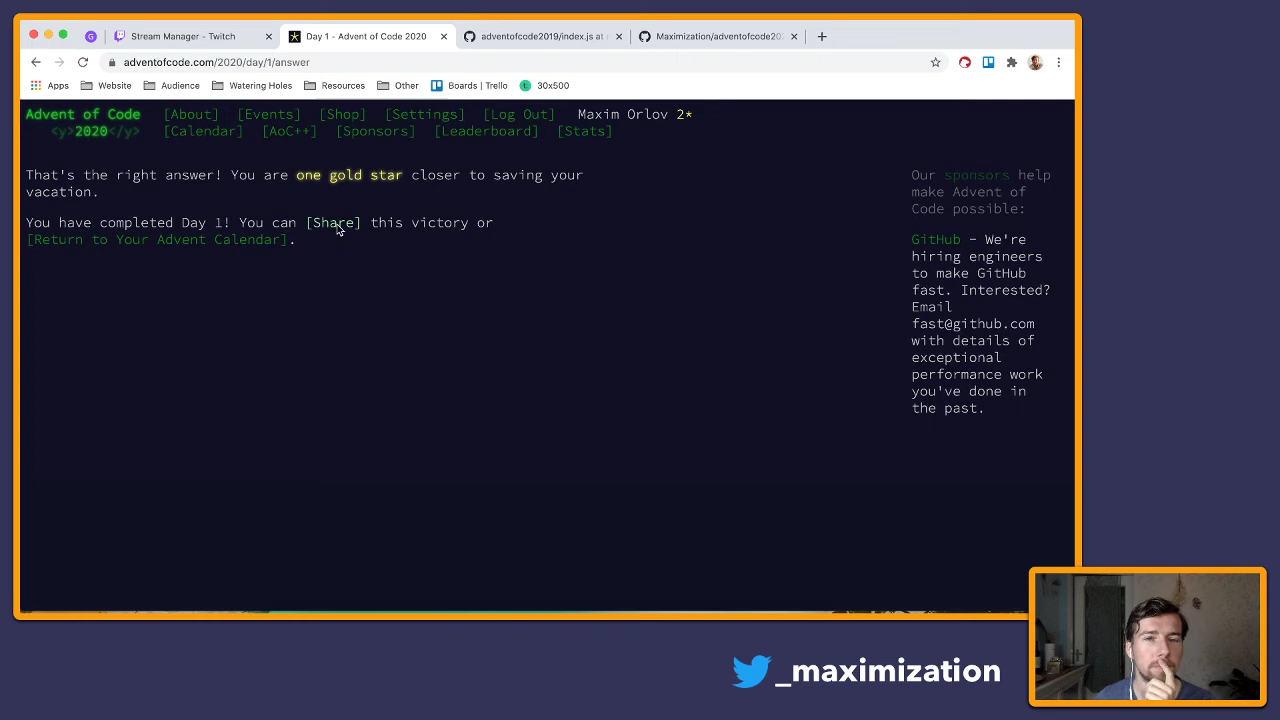 Stream Manager - Twitch
Day 1 - Advent of Code 2020
adventofcode2019/index.js at
Maximization/adventofcode20
adventofcode.com/2020/day/1/answer
Apps Website Audience Watering Holes Resources Other Boards | Trello 30x500
Advent of Code [About] [Events] [Shop] [Settings] [Log Out] Maxim Orlov 2*
<y>2020</y> [Calendar] [AoC++] [Sponsors] [Leaderboard] [Stats]
That's the right answer! You are one gold star closer to saving your
vacation.
You have completed Day 1! You can [Share] this victory or
[Return to Your Advent Calendar].
Our sponsors help
make Advent of
Code possible:
GitHub - We're
hiring engineers
to make GitHub
fast. Interested?
Email
fast@github.com
with details of
exceptional
performance work
you've done in
the past.
_maximization